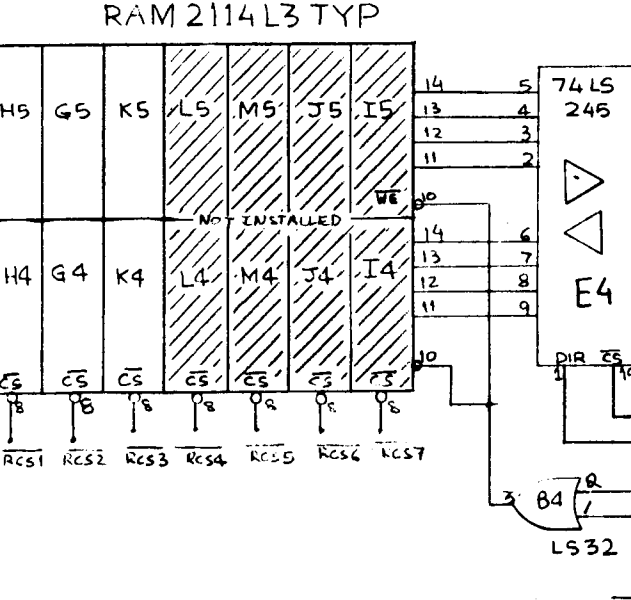 RAM 2114L3 TYP
14 5 74LS
13 4 245
H5 G5 K5 L5 M5 J5 I5
12 3
11 2
WE 10
NOT INSTALLED
14 6
13 7
H4 G4 K4 L4 M4 J4 I4
12 8 E4
11 9
10 DIR CS
1
CS CS CS CS CS CS CS
8 8 8 8 8 8 8
RCS1 RCS2 RCS3 RCS4 RCS5 RCS6 RCS7
2
3 B4
1
LS32